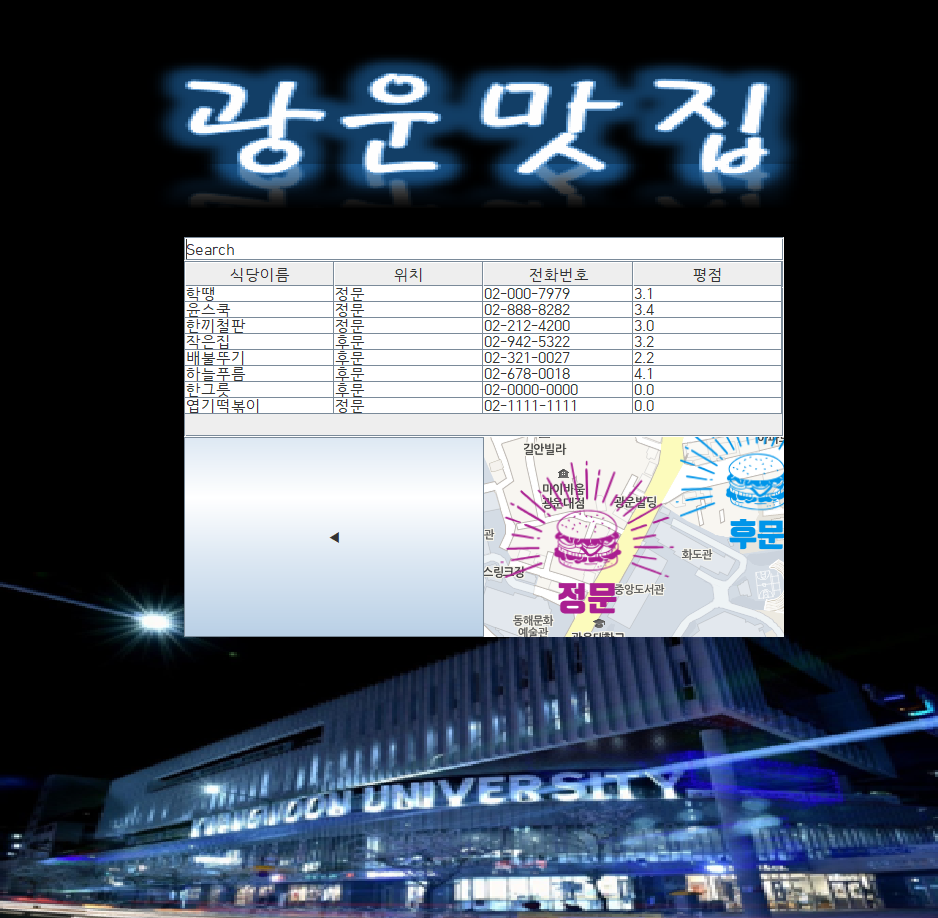 광운맛집
Search
식당이름 위치 전화번호 평점
학땡 정문 02-000-7979 3.1
윤스쿡 정문 02-888-8282 3.4
한끼철판 정문 02-212-4200 3.0
작은집 후문 02-942-5322 3.2
배불뚜기 후문 02-321-0027 2.2
하늘푸름 후문 02-678-0018 4.1
한그릇 후문 02-0000-0000 0.0
엽기떡볶이 정문 02-1111-1111 0.0
길안빌라
마이바움
광운대점
광운빌딩
관
후문
화도관
스링크장
정문
중앙도서관
동해문화
예술관
광운대학교
KWANGWOON UNIVERSITY